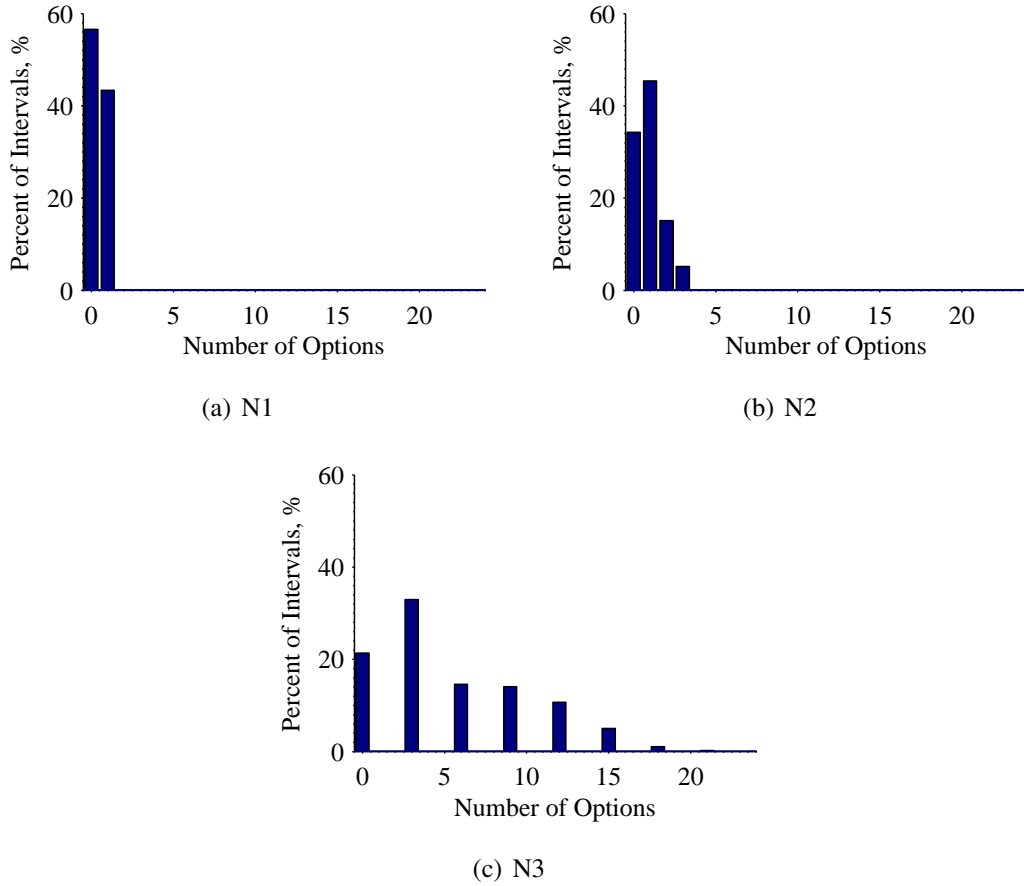 60
40
20
0
Percent of Intervals, %
0 5 10 15 20
Number of Options
(a) N1
60
40
20
0
Percent of Intervals, %
0 5 10 15 20
Number of Options
(b) N2
60
40
20
0
Percent of Intervals, %
0 5 10 15 20
Number of Options
(c) N3